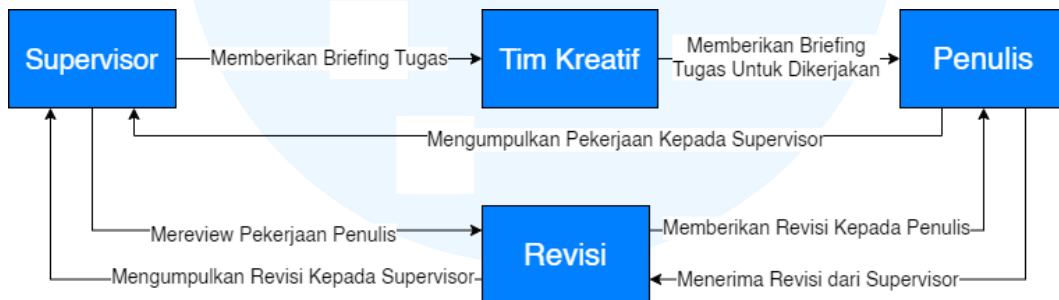 Supervisor
Memberikan Briefing Tugas
Tim Kreatif
Memberikan Briefing
Tugas Untuk Dikerjakan
Penulis
Mengumpulkan Pekerjaan Kepada Supervisor
Mereview Pekerjaan Penulis
Revisi
Memberikan Revisi Kepada Penulis
Mengumpulkan Revisi Kepada Supervisor
Menerima Revisi dari Supervisor